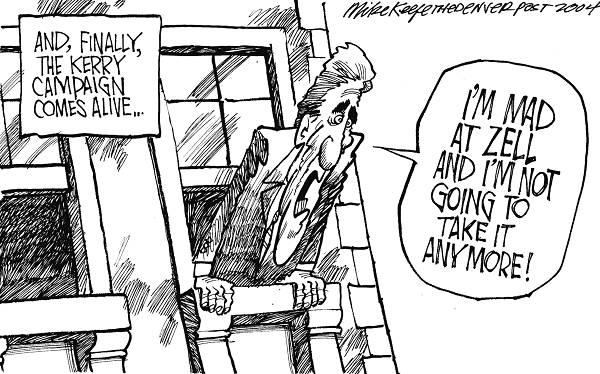 Mike Keefe THE DENVER POST 2004
AND, FINALLY,
THE KERRY
CAMPAIGN
COMES ALIVE...
I'M MAD
AT ZELL
AND I'M NOT
GOING TO
TAKE IT
ANYMORE!